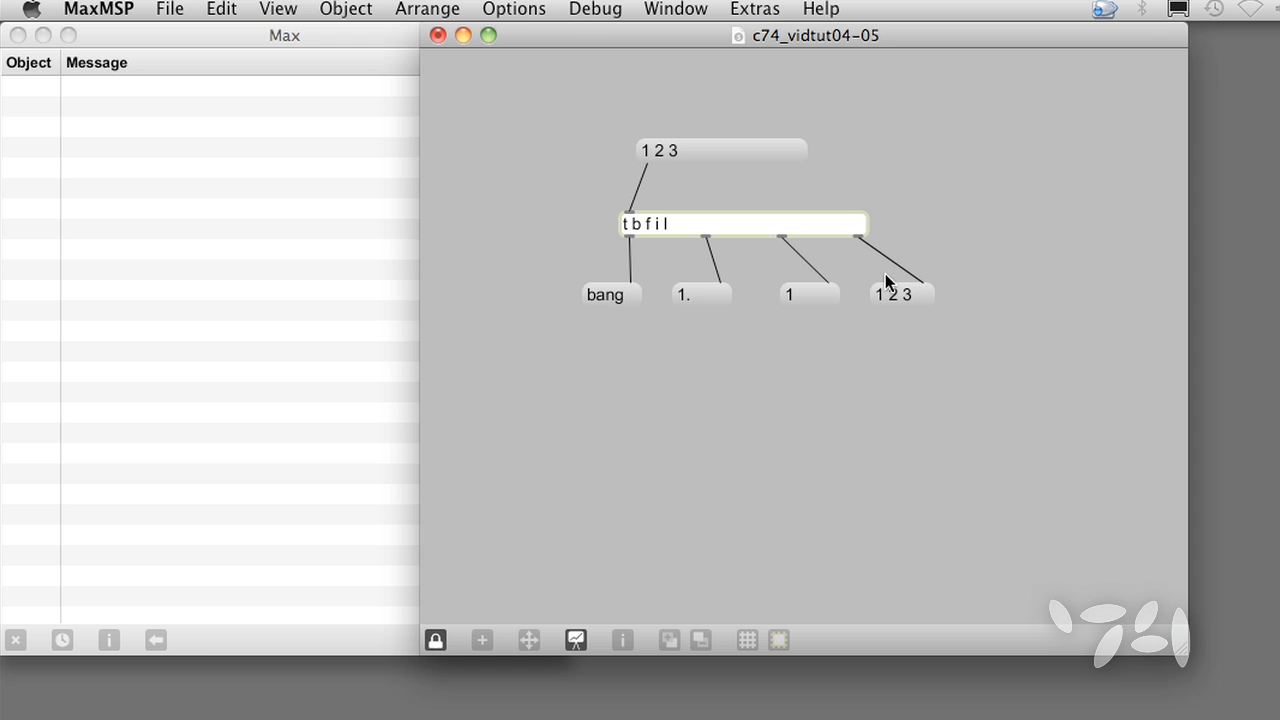 MaxMSP File Edit View Object Arrange Options Debug Window Extras Help
Max
c74_vidtut04-05
Object Message
1 2 3
t b f i l
bang 1. 1 1 2 3